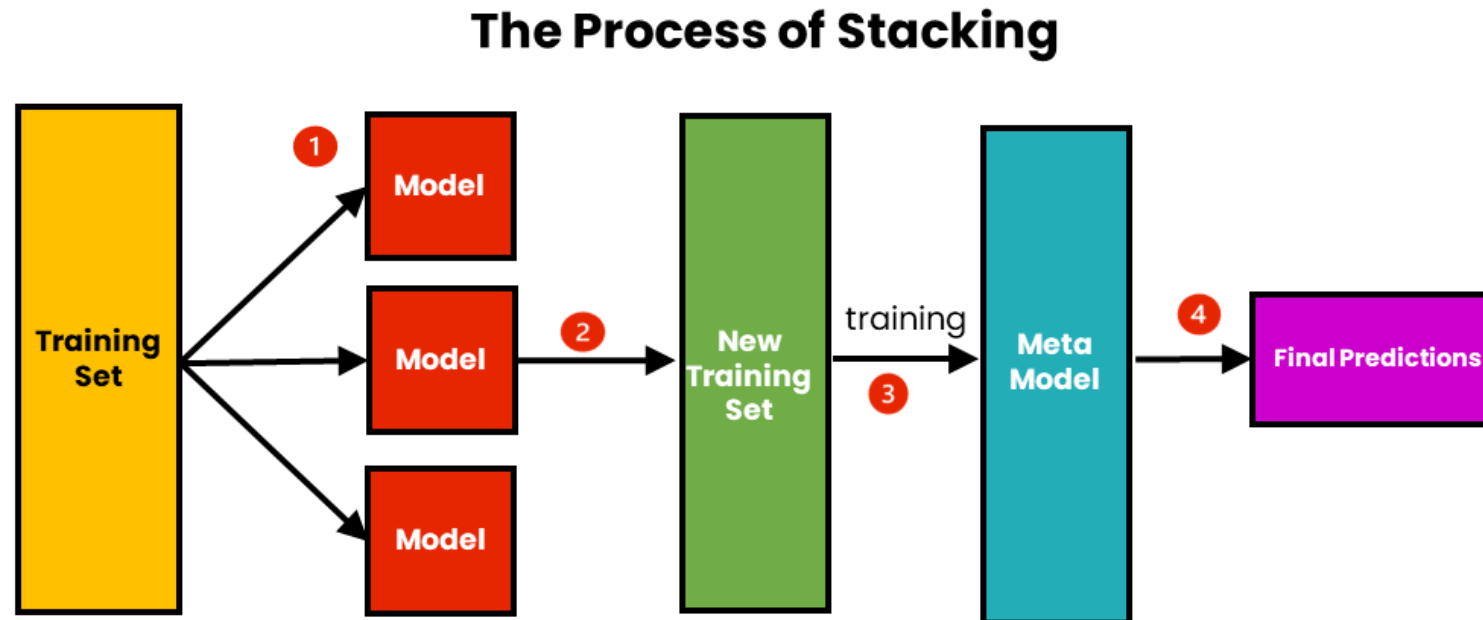 The Process of Stacking
1
Model
Training
Set
Model
2
Model
New
Training
Set
training
3
Meta
Model
4
Final Predictions